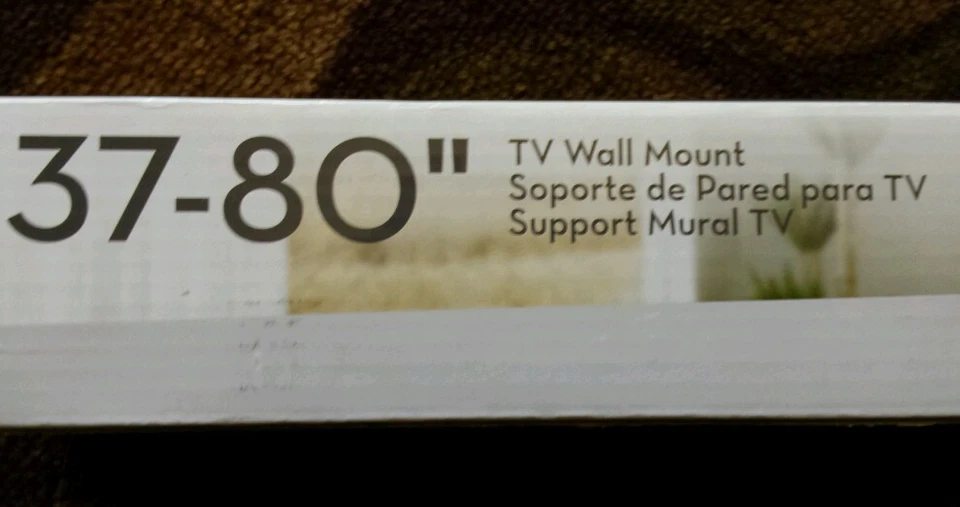 37-80"
TV Wall Mount
Soporte de Pared para TV
Support Mural TV